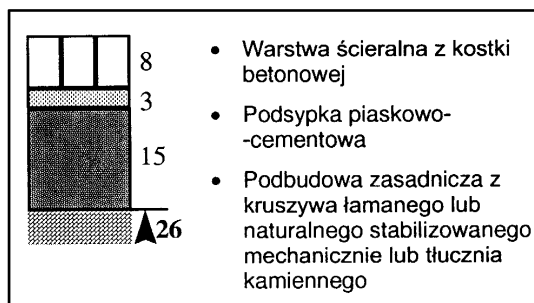 8
3
15
26
• Warstwa ścieralna z kostki
betonowej
• Podsypka piaskowo-
-cementowa
• Podbudowa zasadnicza z
kruszywa łamanego lub
naturalnego stabilizowanego
mechanicznie lub tłucznia
kamiennego